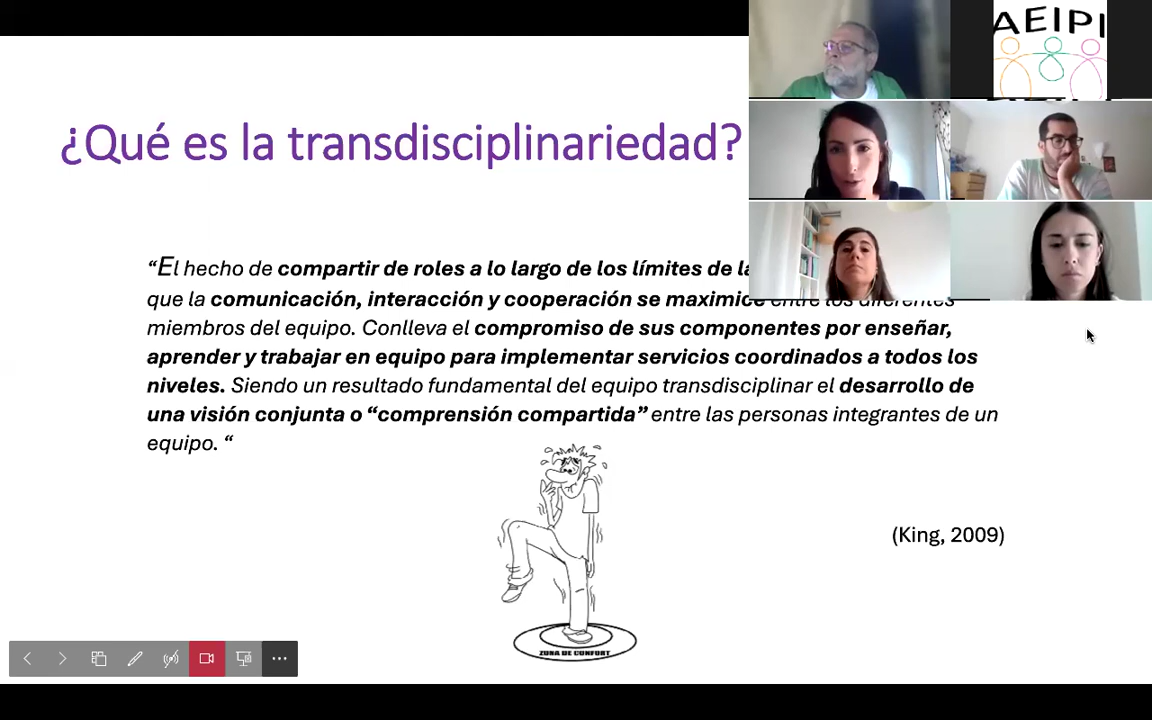 AEIPI
¿Qué es la transdisciplinariedad?
“El hecho de compartir de roles a lo largo de los límites de
que la comunicación, interacción y cooperación se maximice entre los diferentes
miembros del equipo. Conlleva el compromiso de sus componentes por enseñar,
aprender y trabajar en equipo para implementar servicios coordinados a todos los
niveles. Siendo un resultado fundamental del equipo transdisciplinar el desarrollo de
una visión conjunta o “comprensión compartida” entre las personas integrantes de un
equipo. “
ZONA DE CONFORT
(King, 2009)